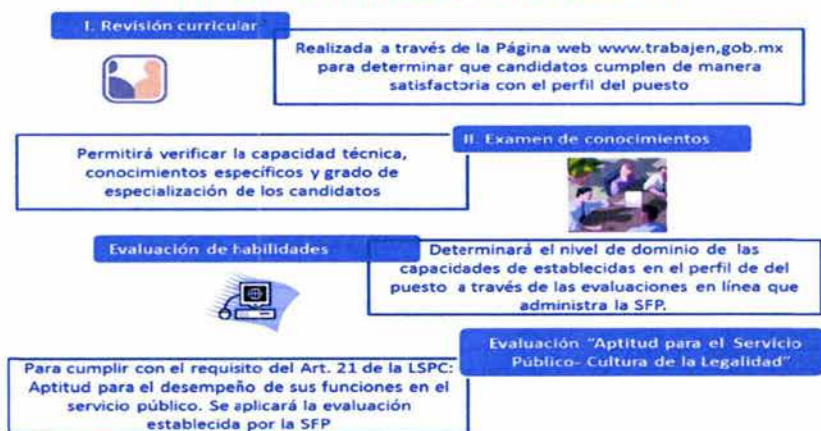 I. Revisión curricular
Realizada a través de la Página web www.trabajen,gob.mx
para determinar que candidatos cumplen de manera
satisfactoria con el perfil del puesto
II. Examen de conocimientos
Permitirá verificar la capacidad técnica,
conocimientos específicos y grado de
especialización de los candidatos
Evaluación de habilidades
Determinará el nivel de dominio de las
capacidades de establecidas en el perfil de del
puesto a través de las evaluaciones en línea que
administra la SFP.
Evaluación "Aptitud para el Servicio
Público- Cultura de la Legalidad"
Para cumplir con el requisito del Art. 21 de la LSPC:
Aptitud para el desempeño de sus funciones en el
servicio público. Se aplicará la evaluación
establecida por la SFP